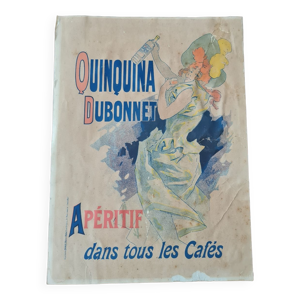 QUINQUINA
DUBONNET
APÉRITIF
dans tous les Cafés